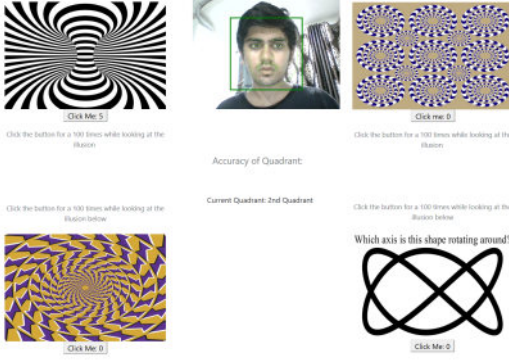 Click Me: 5
Click me: 0
Click the button for a 100 times while looking at the
illusion
Click the button for a 100 times while looking at the
illusion
Accuracy of Quadrant:
Current Quadrant: 2nd Quadrant
Click the button for a 100 times while looking at the
illusion below
Click the button for a 100 times while looking at the
illusion below
Which axis is this shape rotating around?
Click Me: 0
Click Me: 0